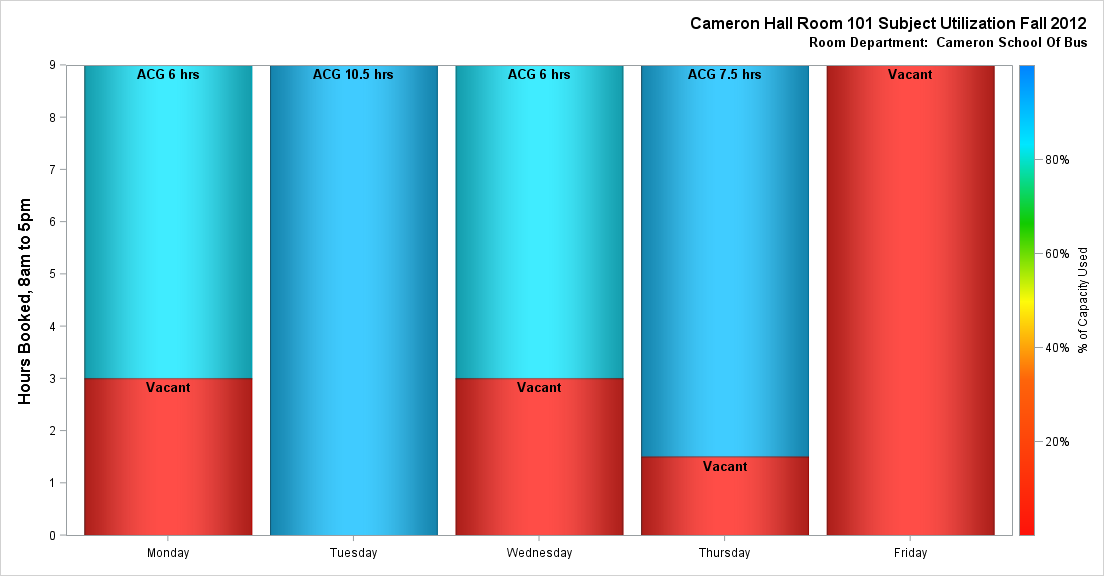 Cameron Hall Room 101 Subject Utilization Fall 2012
Room Department:  Cameron School Of Bus
Hours Booked, 8am to 5pm
9
8
7
6
5
4
3
2
1
0
ACG 6 hrs
Vacant
ACG 10.5 hrs
ACG 6 hrs
Vacant
ACG 7.5 hrs
Vacant
Vacant
Monday
Tuesday
Wednesday
Thursday
Friday
80%
60%
40%
20%
% of Capacity Used